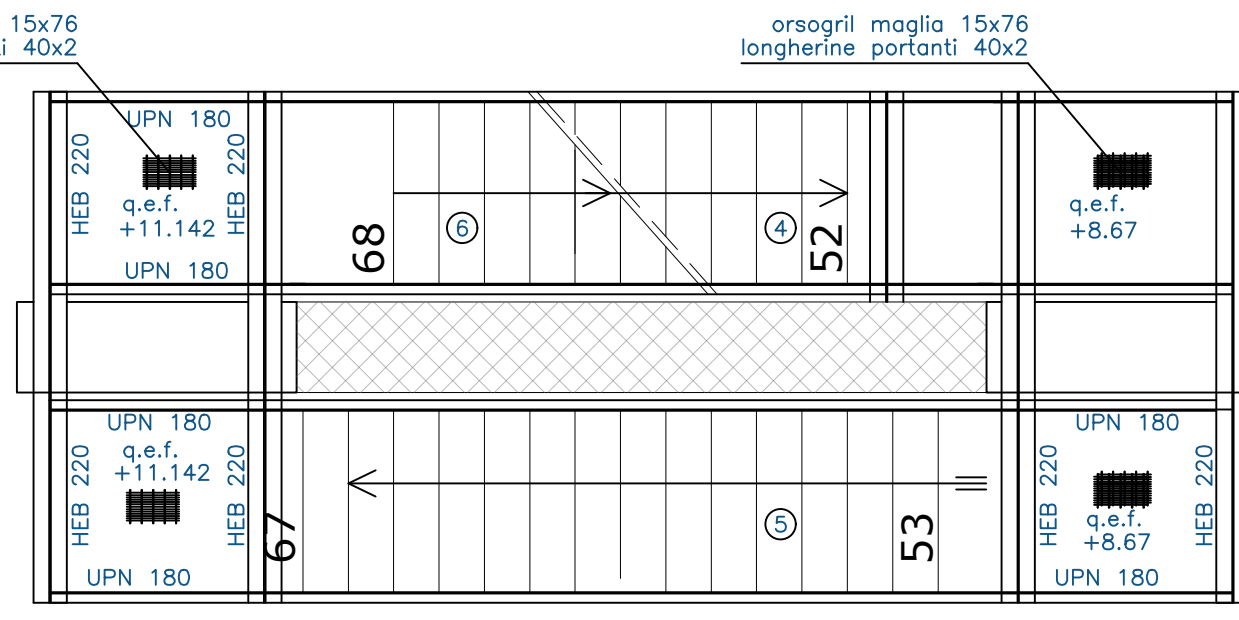 15x76
40x2
orsogril maglia 15x76
longherine portanti 40x2
UPN 180
HEB 220
HEB 220
q.e.f.
+11.142
UPN 180
68
6
4
52
q.e.f.
+8.67
UPN 180
q.e.f.
+11.142
HEB 220
HEB 220
UPN 180
67
5
53
UPN 180
HEB 220
HEB 220
q.e.f.
+8.67
UPN 180